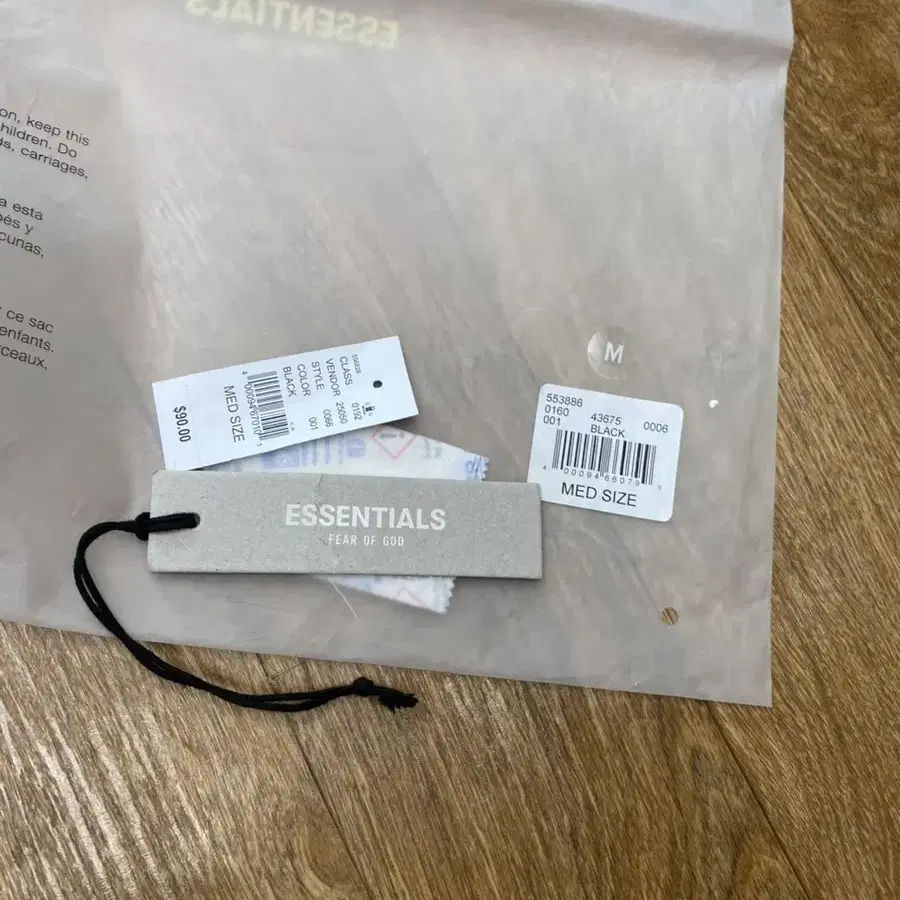 ESSENTIALS
on, keep this
children. Do
ds, carriages,
a esta
bés y
cunas,
ce sac
enfants.
rceaux,
M
CLASS 0192
VENDOR 25050
STYLE 0066
COLOR 001
BLACK
MED SIZE
$90.00
553886
0160 43675 0006
001 BLACK
MED SIZE
ESSENTIALS
FEAR OF GOD